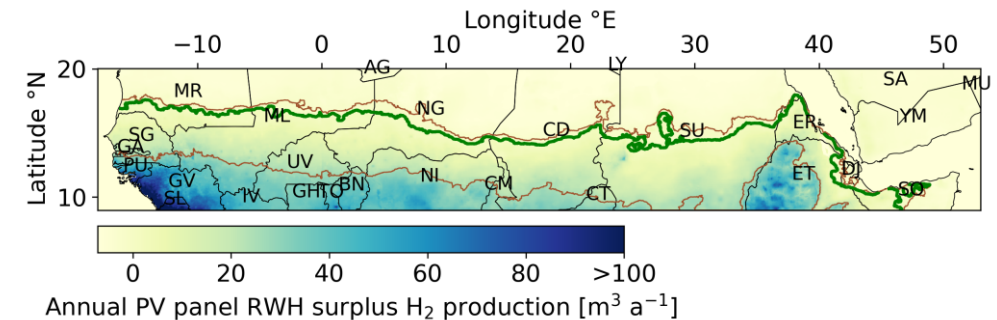 Longitude °E
−10 0 10 20 30 40 50
Latitude °N
20
10
AG LY SA MU
MR ML NG CD SU ER YM
SG GA PU UV ET DJ
GV NI CM CT SO
SL IV GH TO BN
0 20 40 60 80 >100
Annual PV panel RWH surplus H₂ production [m³ a⁻¹]